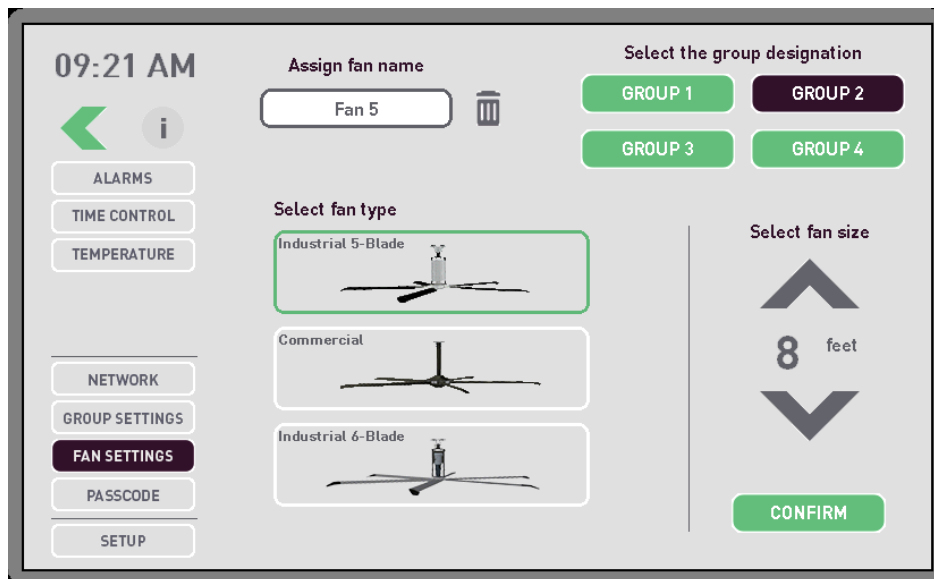 09:21 AM
i
ALARMS
TIME CONTROL
TEMPERATURE
NETWORK
GROUP SETTINGS
FAN SETTINGS
PASSCODE
SETUP
Assign fan name
Fan 5
Select the group designation
GROUP 1
GROUP 2
GROUP 3
GROUP 4
Select fan type
Industrial 5-Blade
Commercial
Industrial 6-Blade
Select fan size
8 feet
CONFIRM